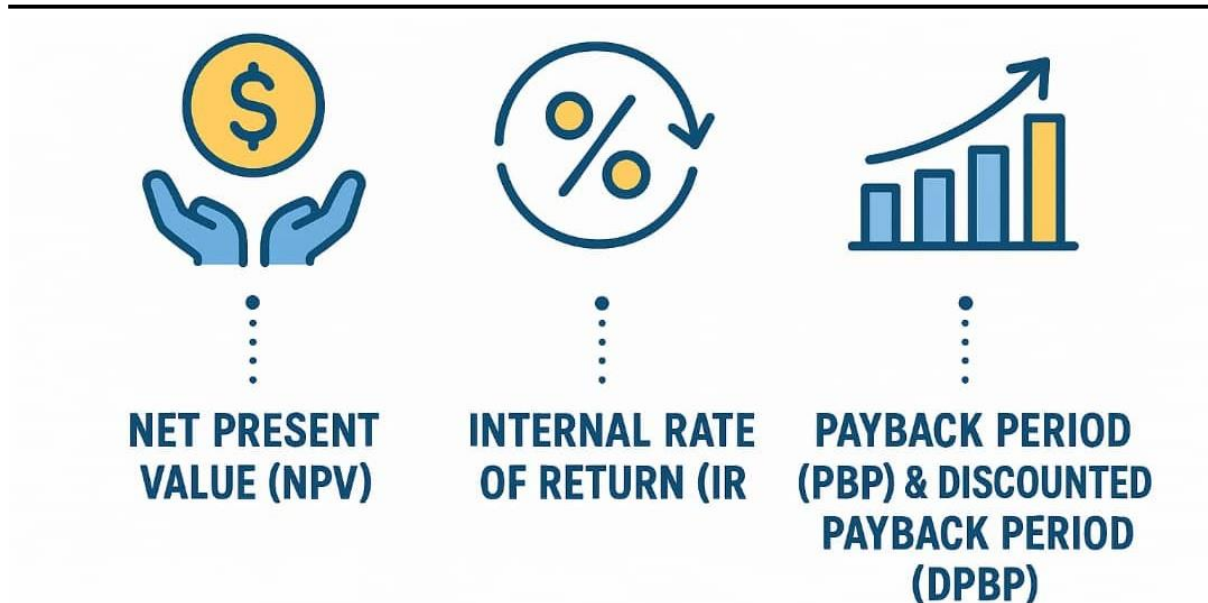 $
%
NET PRESENT
VALUE (NPV)
INTERNAL RATE
OF RETURN (IR
PAYBACK PERIOD
(PBP) & DISCOUNTED
PAYBACK PERIOD
(DPBP)